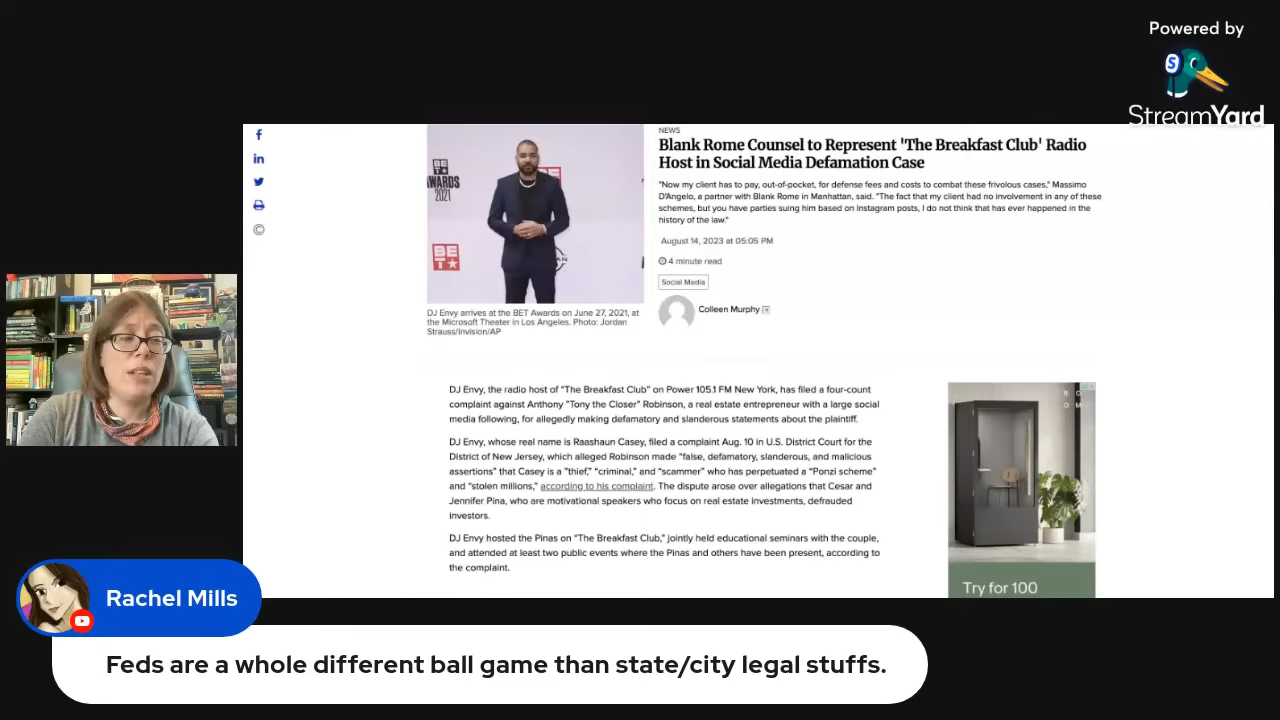 Powered by
StreamYard
NEWS
Blank Rome Counsel to Represent 'The Breakfast Club' Radio
Host in Social Media Defamation Case
"Now my client has to pay, out-of-pocket, for defense fees and costs to combat these frivolous cases," Massimo
D'Angelo, a partner with Blank Rome in Manhattan, said. "The fact that my client had no involvement in any of these
schemes, but you have parties suing him based on Instagram posts, I do not think that has ever happened in the
history of the law."
August 14, 2023 at 05:05 PM
4 minute read
Social Media
Colleen Murphy
AWARDS
2021
BET
DJ Envy arrives at the BET Awards on June 27, 2021, at
the Microsoft Theater in Los Angeles. Photo: Jordan
Strauss/Invision/AP
DJ Envy, the radio host of "The Breakfast Club" on Power 105.1 FM New York, has filed a four-count
complaint against Anthony "Tony the Closer" Robinson, a real estate entrepreneur with a large social
media following, for allegedly making defamatory and slanderous statements about the plaintiff.
DJ Envy, whose real name is Raashaun Casey, filed a complaint Aug. 10 in U.S. District Court for the
District of New Jersey, which alleged Robinson made "false, defamatory, slanderous, and malicious
assertions" that Casey is a "thief," "criminal," and "scammer" who has perpetuated a "Ponzi scheme"
and "stolen millions," according to his complaint. The dispute arose over allegations that Cesar and
Jennifer Pina, who are motivational speakers who focus on real estate investments, defrauded
investors.
DJ Envy hosted the Pinas on "The Breakfast Club," jointly held educational seminars with the couple,
and attended at least two public events where the Pinas and others have been present, according to
the complaint.
R O
O M
Try for 100
Rachel Mills
Feds are a whole different ball game than state/city legal stuffs.